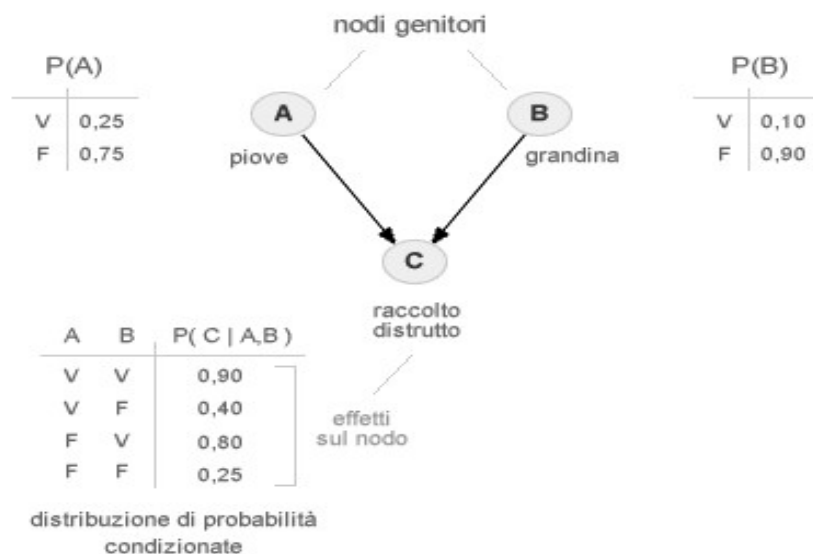 nodi genitori
P(A)
V 0,25
F 0,75
A
piove
B
grandina
P(B)
V 0,10
F 0,90
C
raccolto
distrutto
A B P( C | A,B )
V V 0,90
V F 0,40
F V 0,80
F F 0,25
effetti
sul nodo
distribuzione di probabilità
condizionate